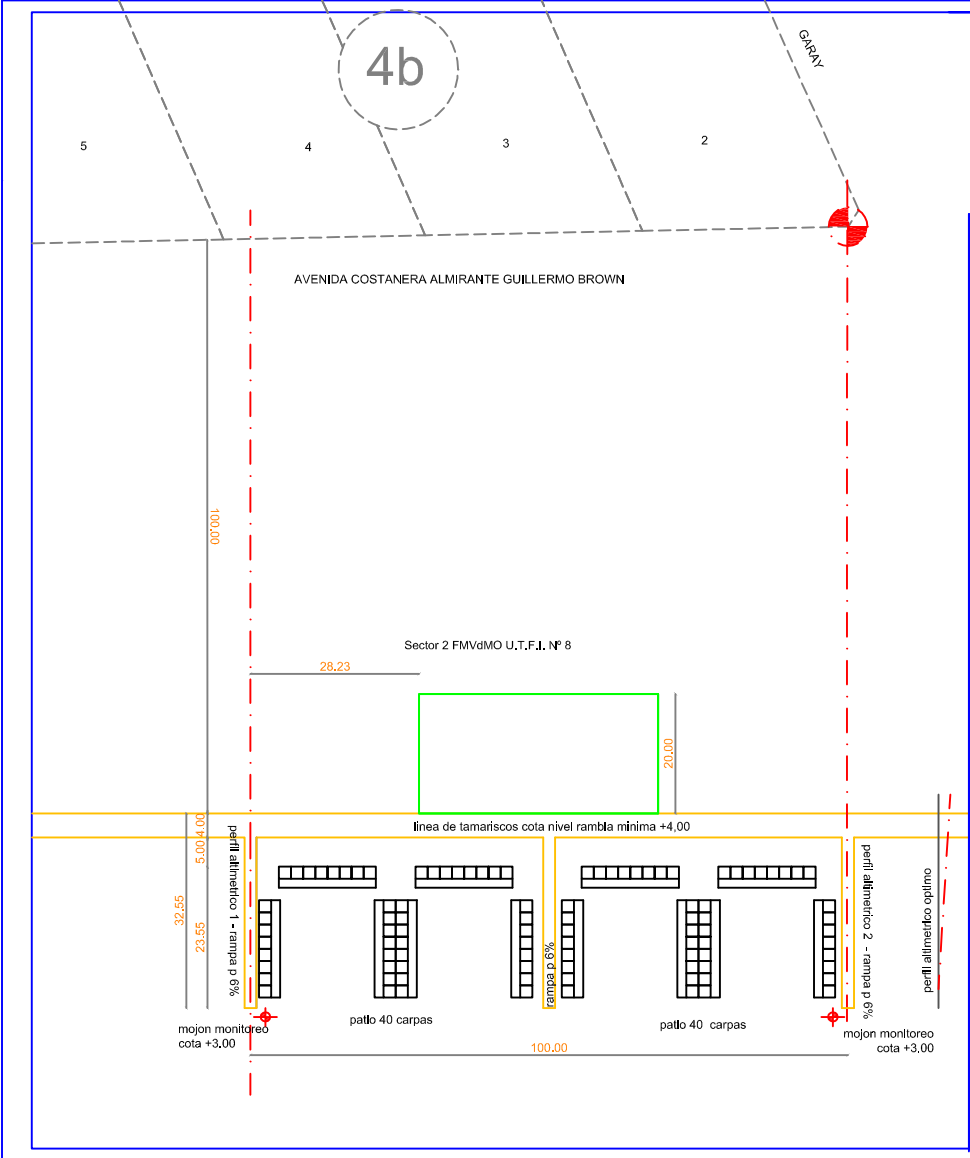 4b
GARAY
5
4
3
2
AVENIDA COSTANERA ALMIRANTE GUILLERMO BROWN
100.00
Sector 2 FMVdMO U.T.F.I. Nº 8
28.23
20.00
linea de tamariscos cota nivel rambla minima +4,00
4.00
5.00
32.55
23.55
perfil altimetrico 1 - rampa p 6%
rampa p 6%
perfil altimetrico 2 - rampa p 6%
perfil altimetrico optimo
mojon monitoreo
cota +3.00
patio 40 carpas
patio 40 carpas
mojon monitoreo
cota +3,00
100.00